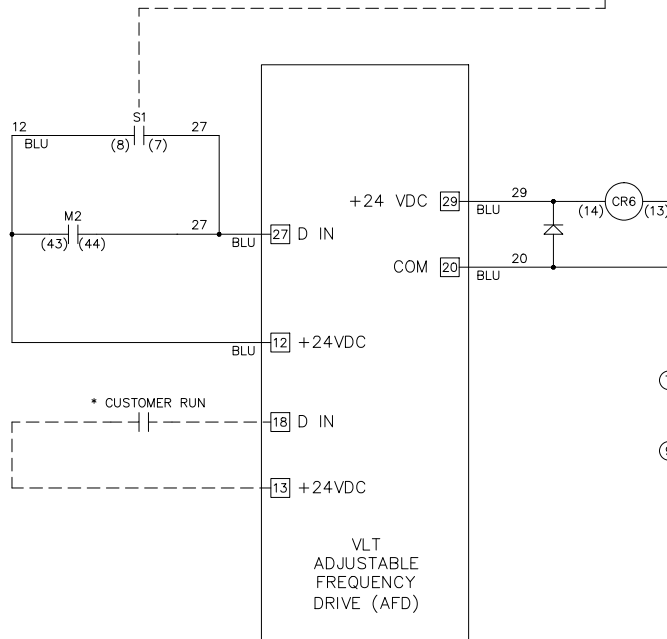 S1
12
27
BLU
(8)
(7)
M2
27
(43)
(44)
BLU
27 D IN
+24 VDC 29
29
BLU
CR6
(14)
(13)
COM 20
20
BLU
12 +24VDC
BLU
* CUSTOMER RUN
18 D IN
13 +24VDC
VLT
ADJUSTABLE
FREQUENCY
DRIVE (AFD)